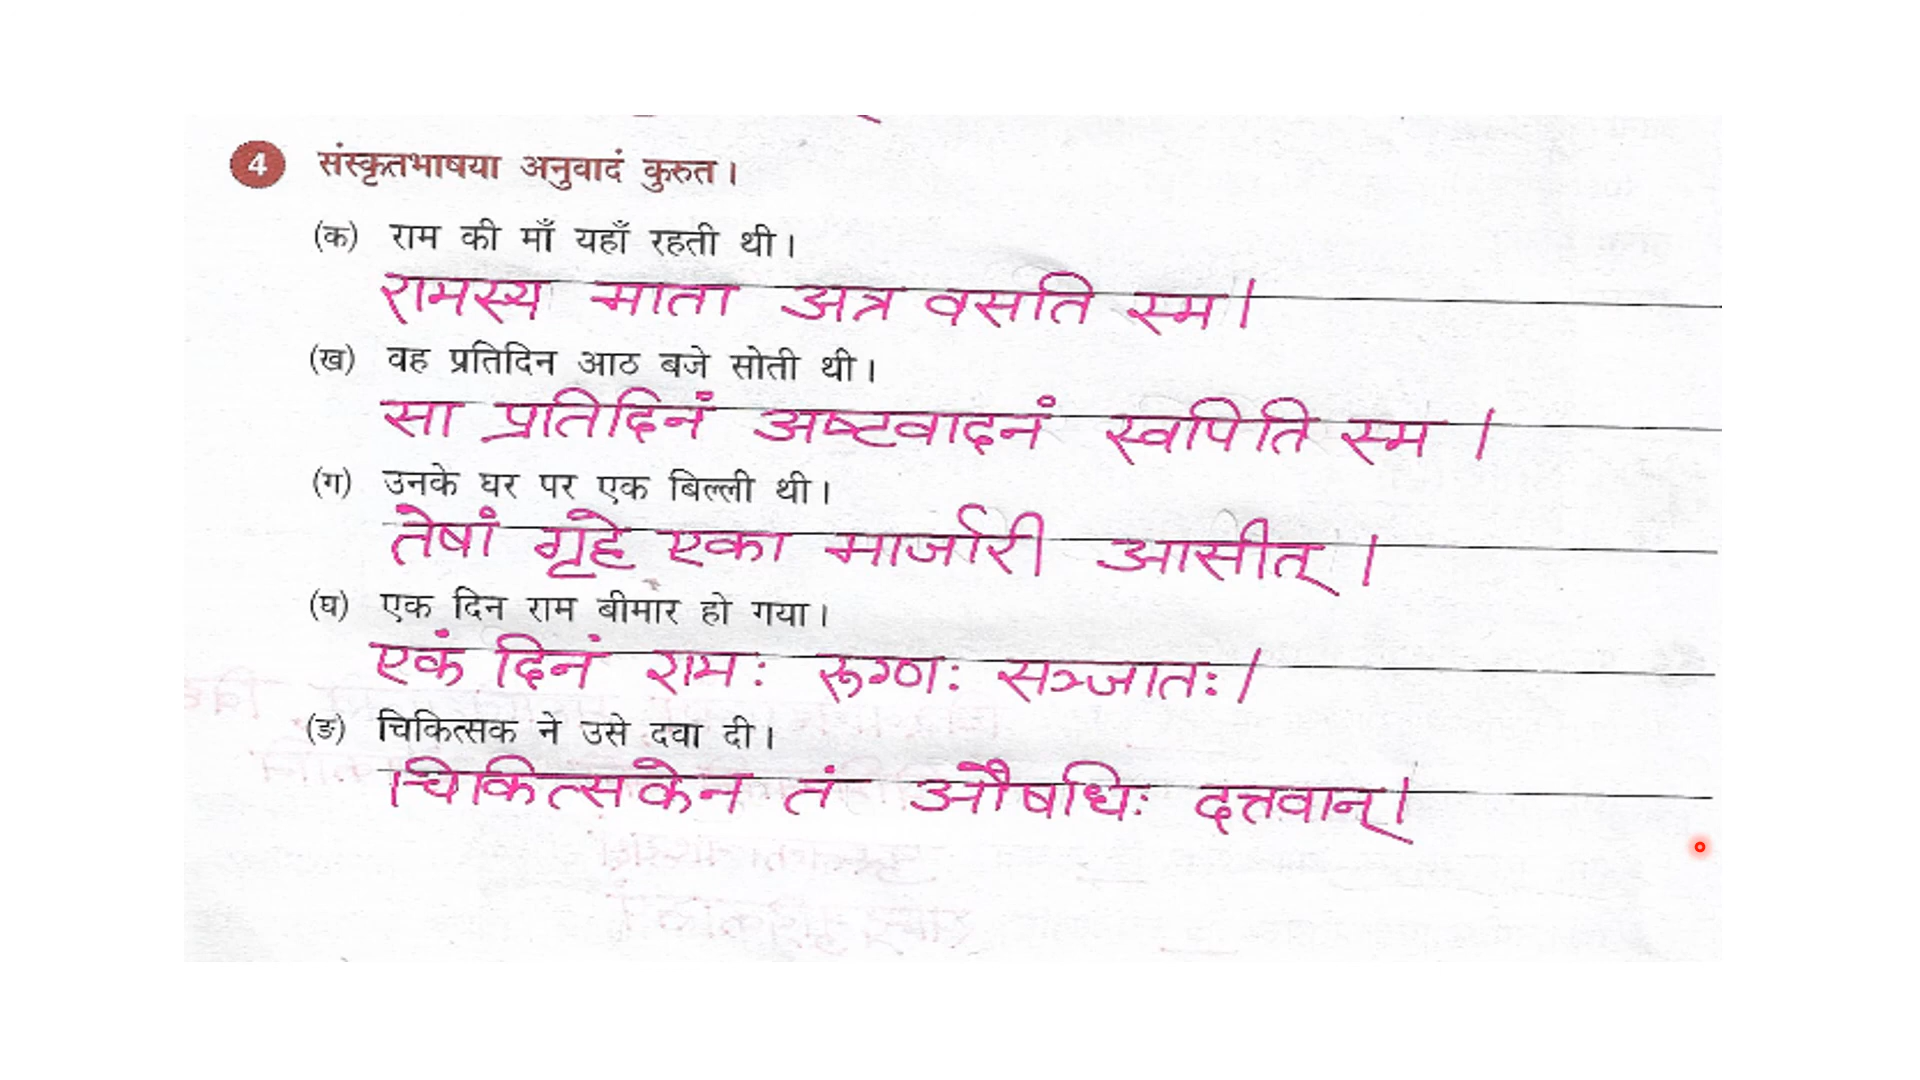 4 संस्कृतभाषया अनुवादं कुरुत।
(क) राम की माँ यहाँ रहती थी।
रामस्य माता अत्र वसति स्म।
(ख) वह प्रतिदिन आठ बजे सोती थी।
सा प्रतिदिनं अष्टवादनं स्वपिति स्म।
(ग) उनके घर पर एक बिल्ली थी।
तेषां गृहे एका मार्जारी आसीत्।
(घ) एक दिन राम बीमार हो गया।
एकं दिनं रामः रूग्णः सञ्जातः।
(ङ) चिकित्सक ने उसे दवा दी।
चिकित्सकेन तं औषधिः दत्तवान्।